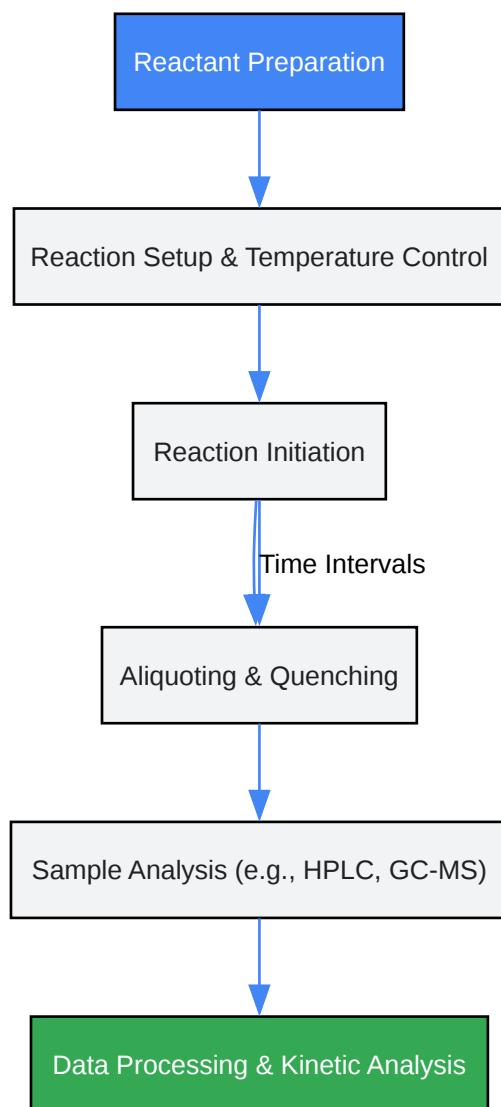 Reactant Preparation
Reaction Setup & Temperature Control
Reaction Initiation
Time Intervals
Aliquoting & Quenching
Sample Analysis (e.g., HPLC, GC-MS)
Data Processing & Kinetic Analysis